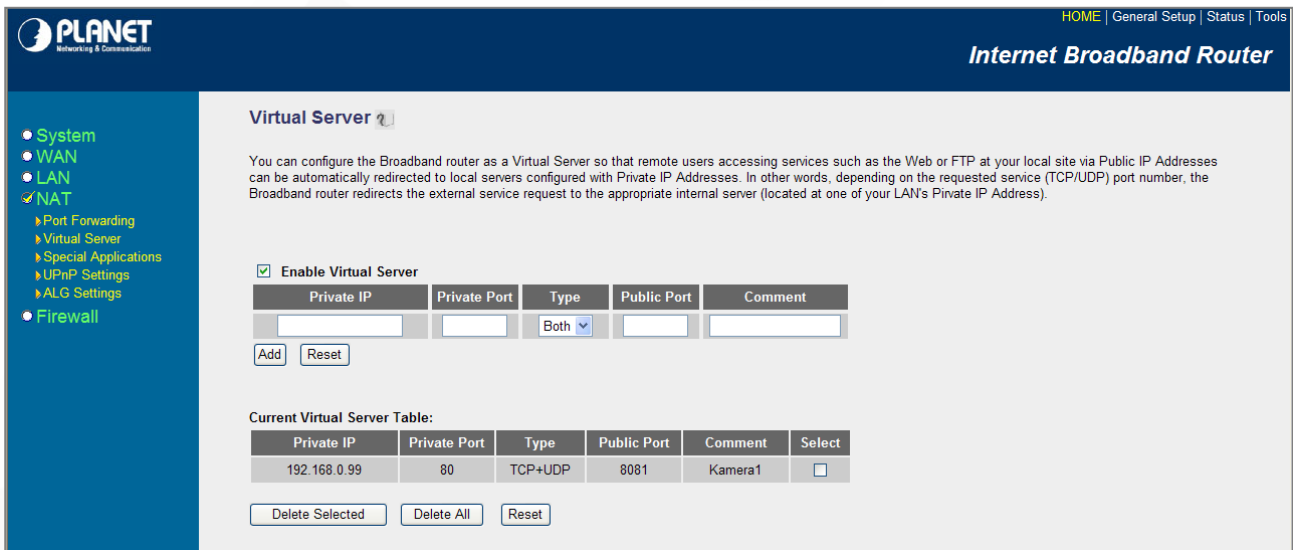 PLANET
Networking & Communication
HOME | General Setup | Status | Tools
Internet Broadband Router
System
WAN
LAN
NAT
Port Forwarding
Virtual Server
Special Applications
UPnP Settings
ALG Settings
Firewall
Virtual Server
You can configure the Broadband router as a Virtual Server so that remote users accessing services such as the Web or FTP at your local site via Public IP Addresses
can be automatically redirected to local servers configured with Private IP Addresses. In other words, depending on the requested service (TCP/UDP) port number, the
Broadband router redirects the external service request to the appropriate internal server (located at one of your LAN's Private IP Address).
Enable Virtual Server
Private IP Private Port Type Public Port Comment
Both
Add Reset
Current Virtual Server Table:
Private IP Private Port Type Public Port Comment Select
192.168.0.99 80 TCP+UDP 8081 Kamera1
Delete Selected Delete All Reset